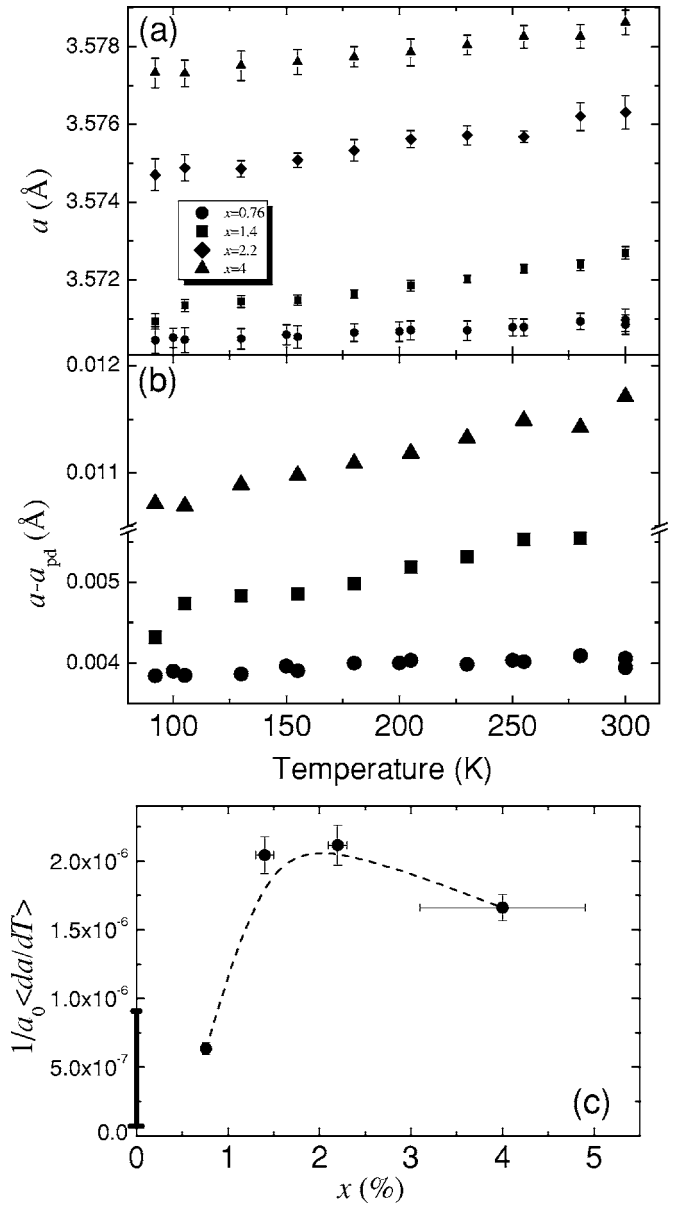 (a)
3.578
3.576
3.574
3.572
a (Å)
x=0.76
x=1.4
x=2.2
x=4
(b)
0.012
0.011
0.005
0.004
a-a_pd (Å)
100 150 200 250 300
Temperature (K)
2.0x10⁻⁶
1.5x10⁻⁶
1.0x10⁻⁶
5.0x10⁻⁷
0.0
1/a₀<da/dT>
(c)
0 1 2 3 4 5
x (%)